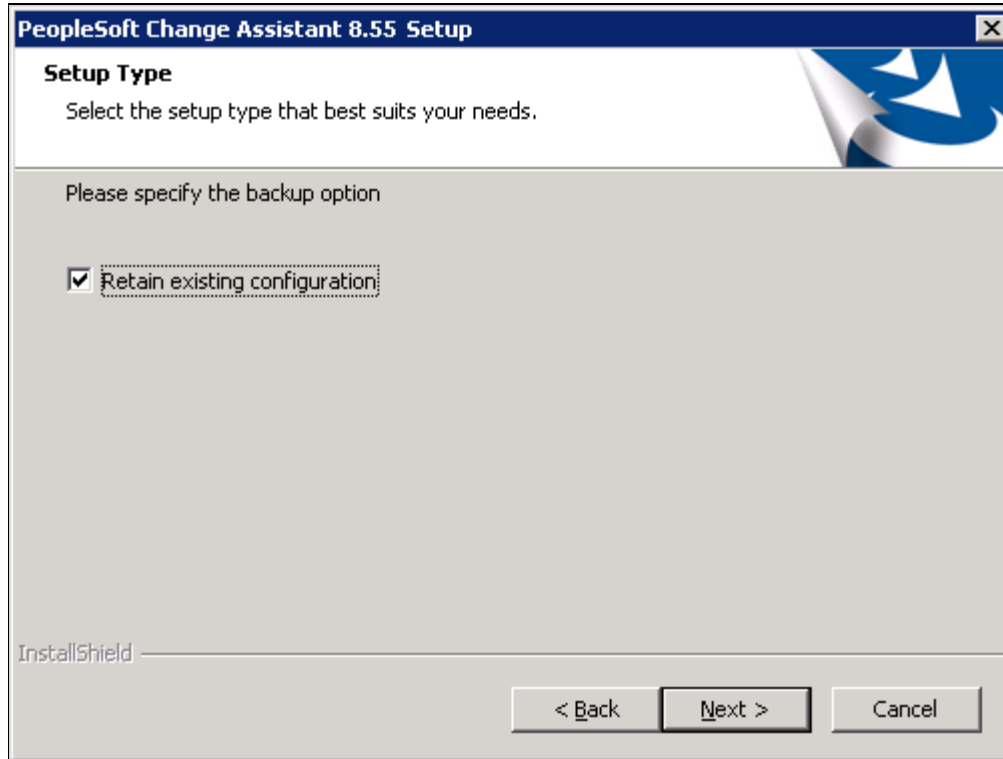 PeopleSoft Change Assistant 8.55 Setup
Setup Type
Select the setup type that best suits your needs.
Please specify the backup option
Retain existing configuration
InstallShield
< Back Next > Cancel